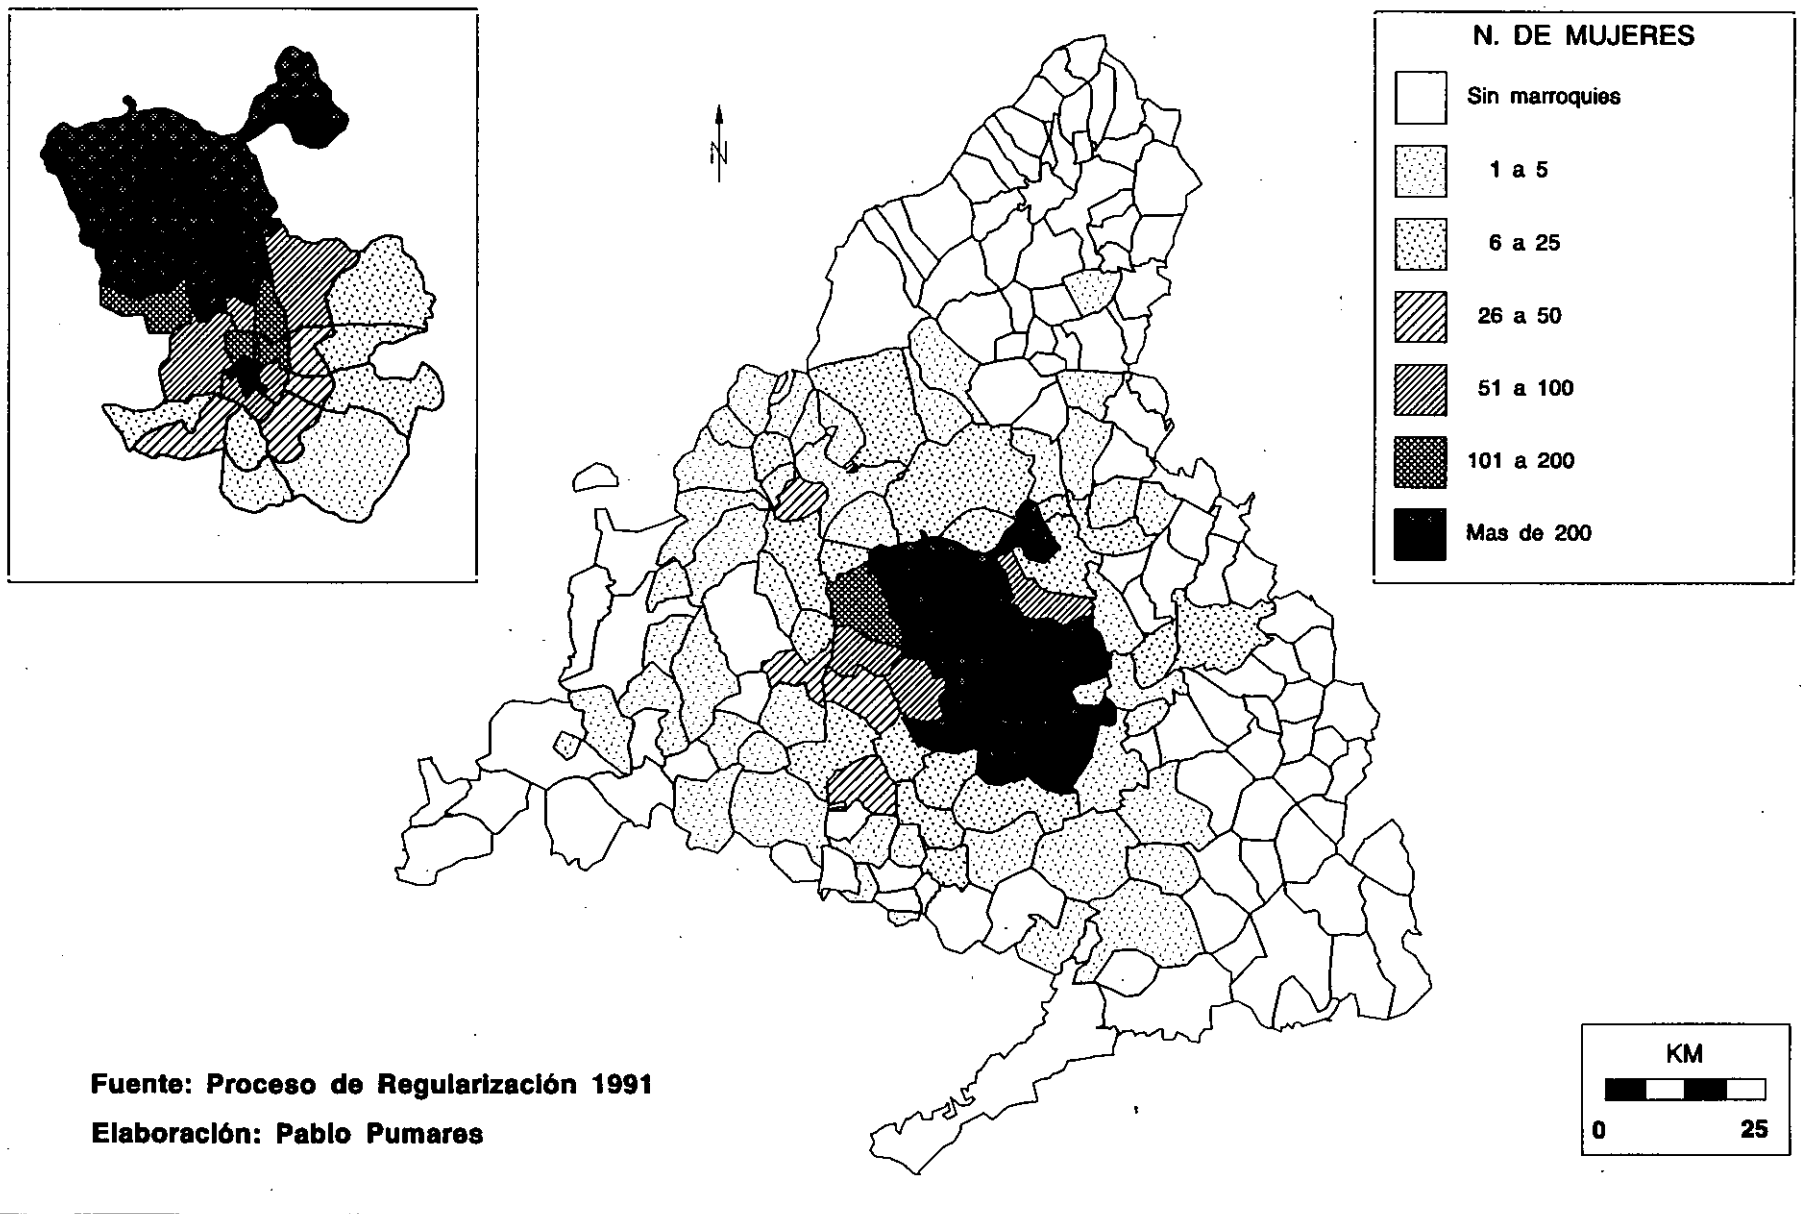 N. DE MUJERES
Sin marroquies
1 a 5
6 a 25
26 a 50
51 a 100
101 a 200
Mas de 200
N
Fuente: Proceso de Regularización 1991
Elaboración: Pablo Pumares
KM
0 25